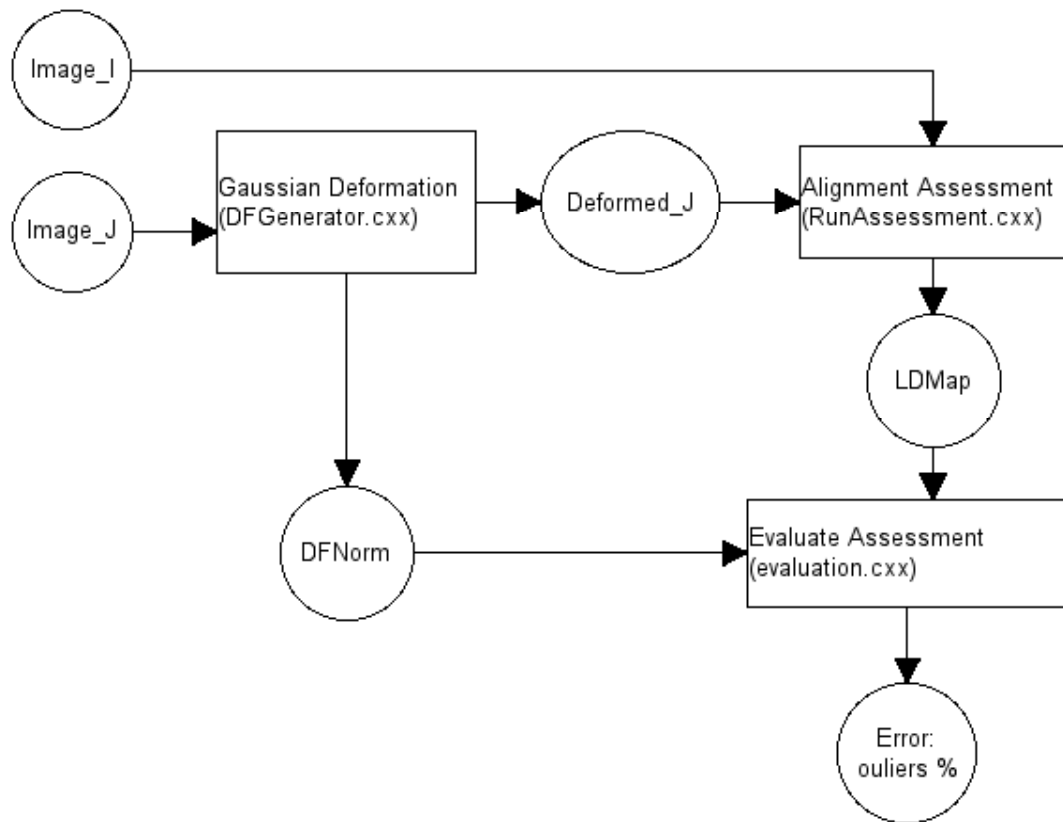 Image_I
Image_J
Gaussian Deformation
(DFGenerator.cxx)
Deformed_J
Alignment Assessment
(RunAssessment.cxx)
LDMap
DFNorm
Evaluate Assessment
(evaluation.cxx)
Error:
ouliers %